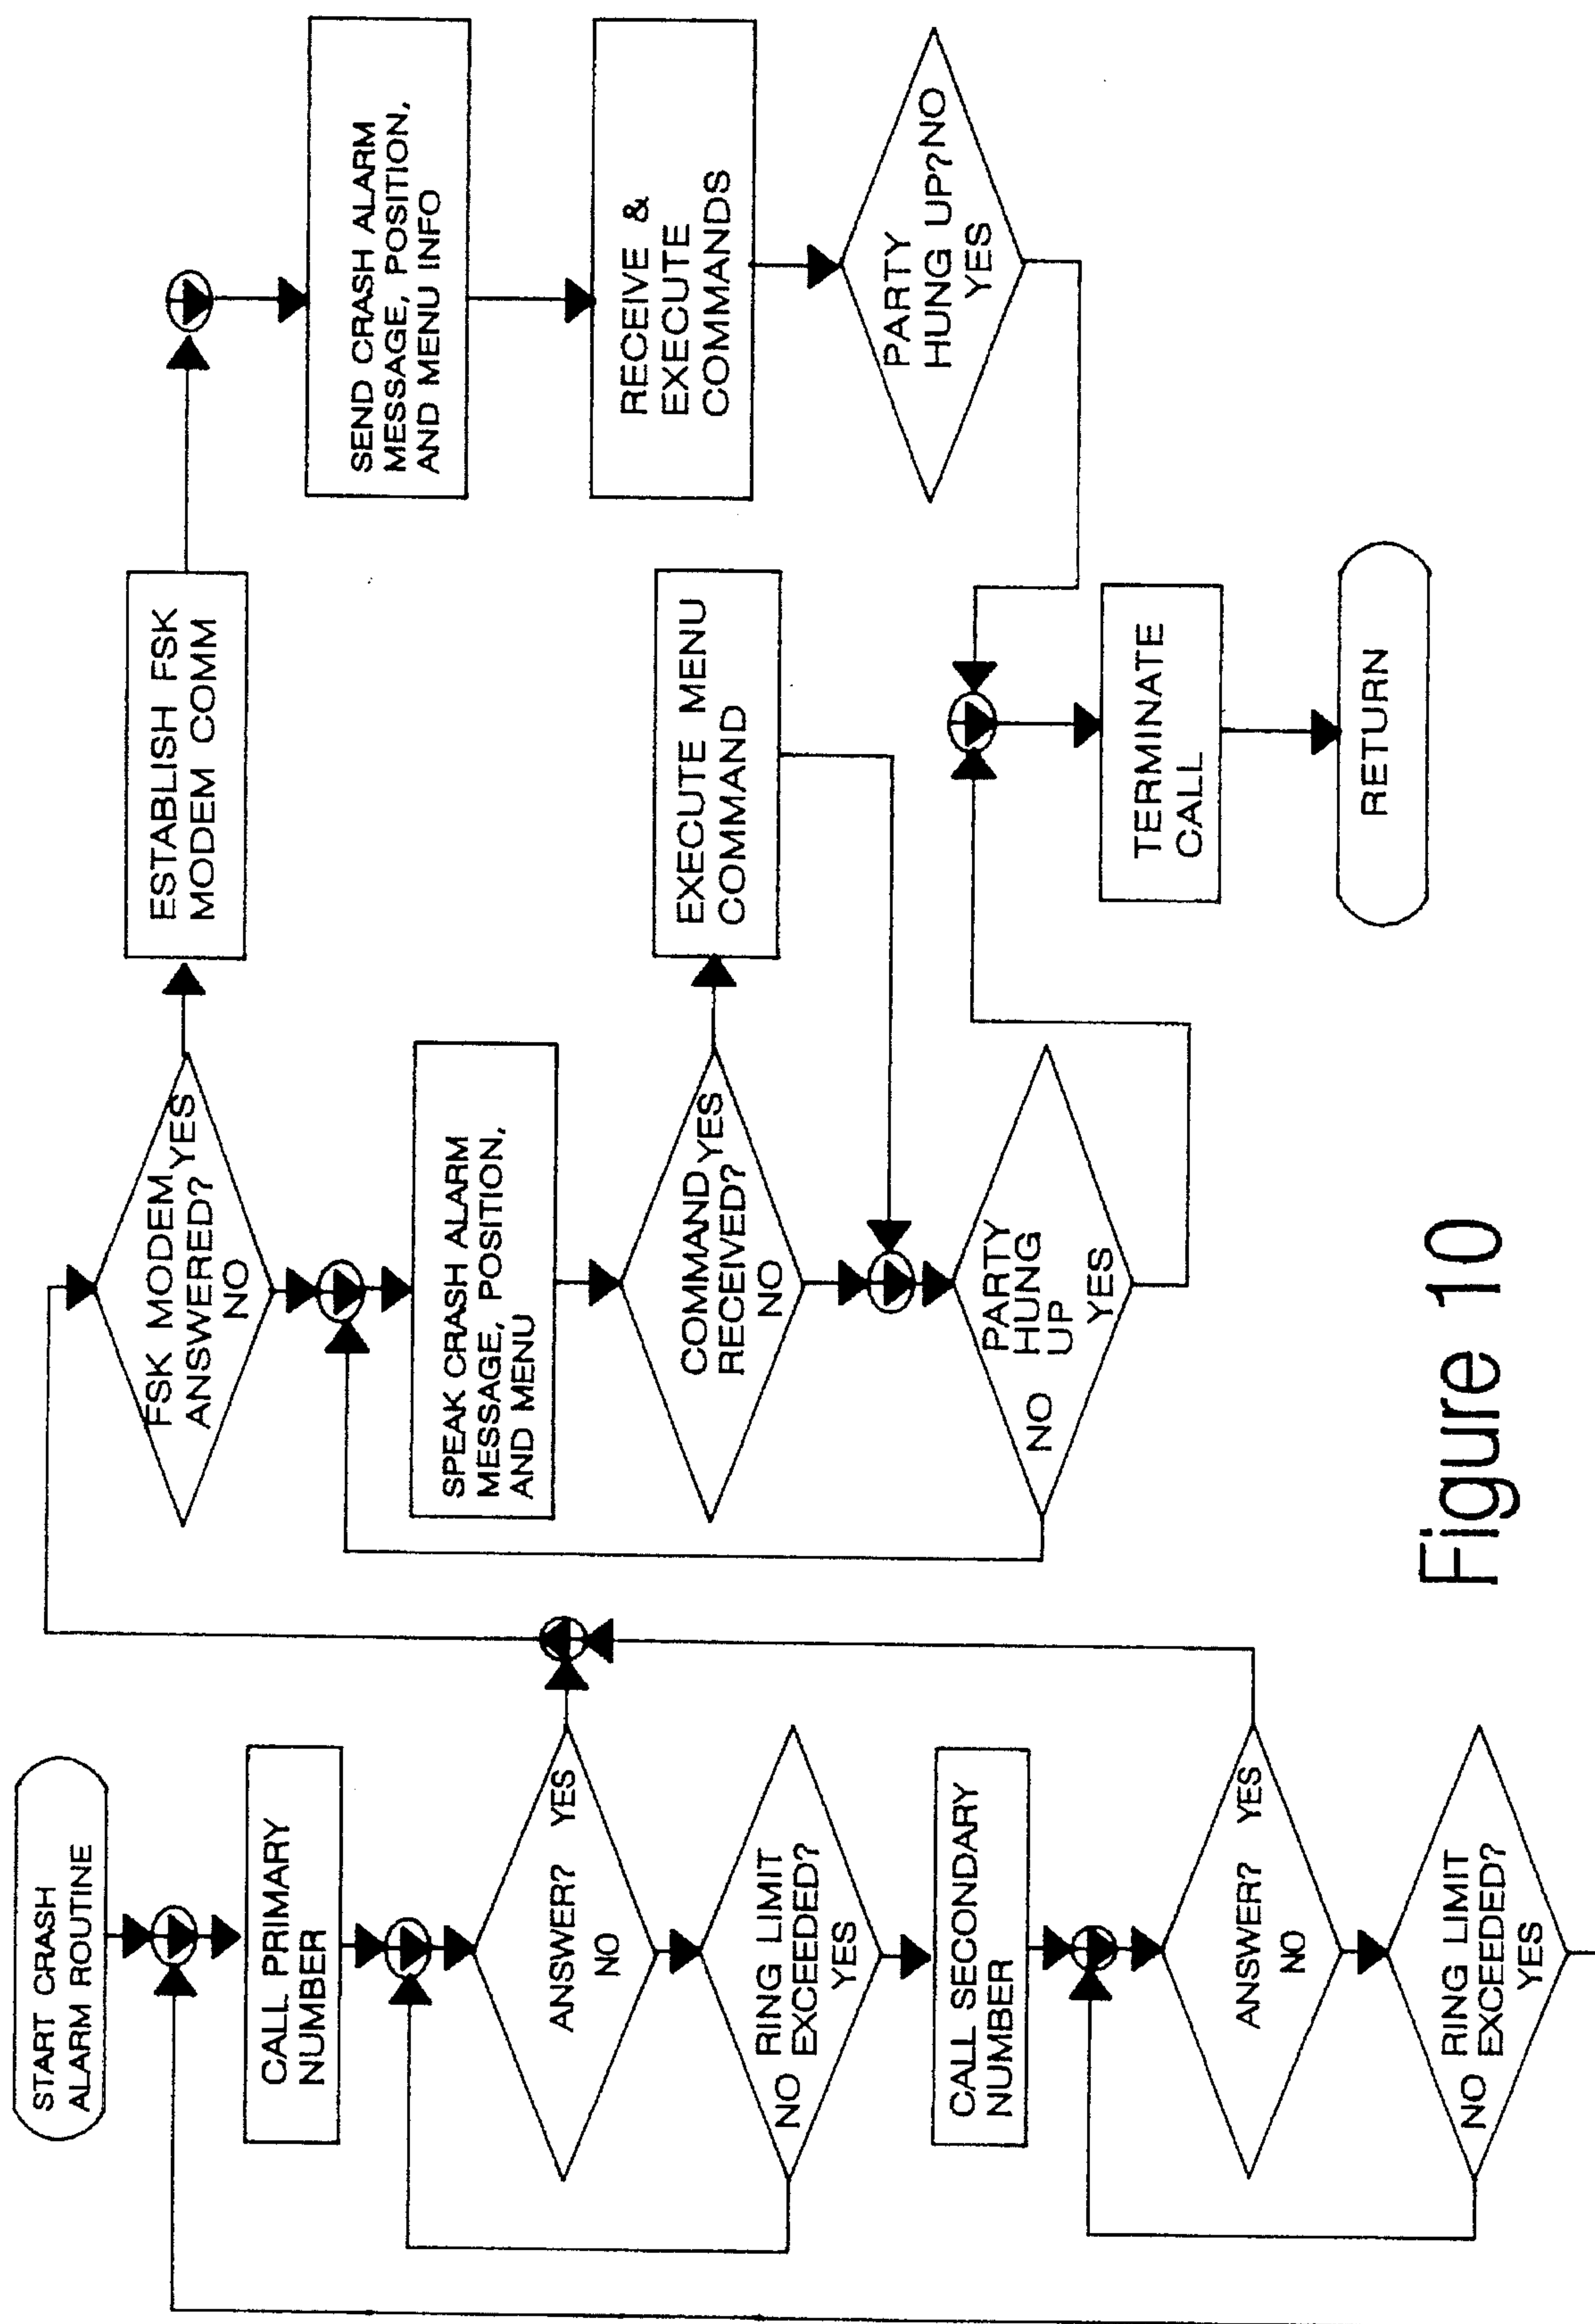 START CRASH
ALARM ROUTINE
CALL PRIMARY
NUMBER
ANSWER? YES
NO
RING LIMIT
EXCEEDED?
NO
YES
CALL SECONDARY
NUMBER
ANSWER? YES
NO
RING LIMIT
EXCEEDED?
NO
YES
FSK MODEM
ANSWERED? YES
NO
SPEAK CRASH ALARM
MESSAGE, POSITION,
AND MENU
COMMAND YES
RECEIVED?
NO
PARTY
HUNG
UP
NO
YES
ESTABLISH FSK
MODEM COMM
EXECUTE MENU
COMMAND
SEND CRASH ALARM
MESSAGE, POSITION,
AND MENU INFO
RECEIVE &
EXECUTE
COMMANDS
PARTY
HUNG UP? NO
YES
TERMINATE
CALL
RETURN
Figure 10